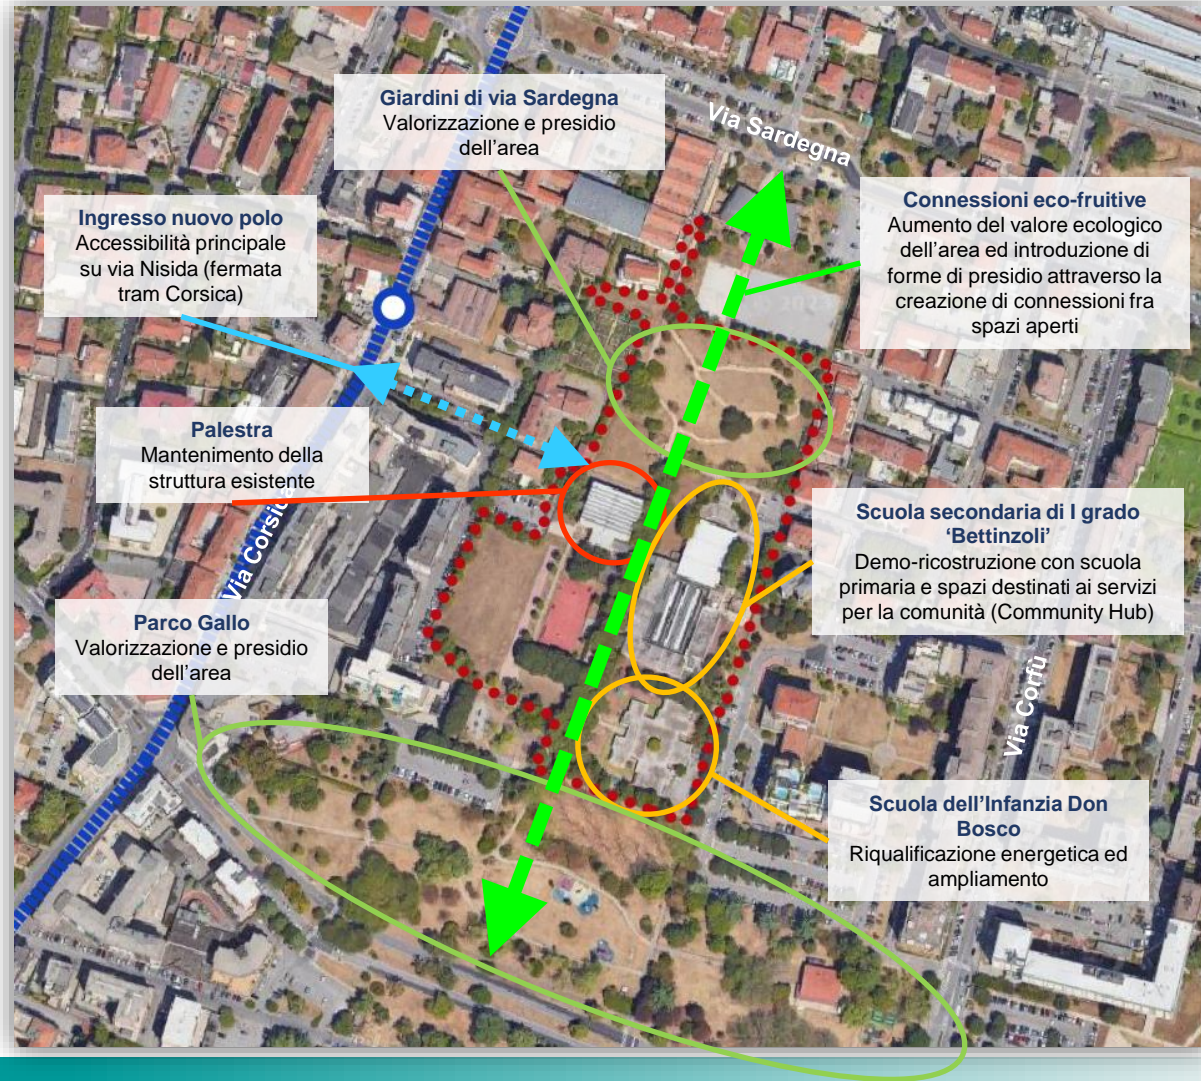 Giardini di via Sardegna
Valorizzazione e presidio
dell'area
Via Sardegna
Ingresso nuovo polo
Accessibilità principale
su via Nisida (fermata
tram Corsica)
Connessioni eco-fruitive
Aumento del valore ecologico
dell'area ed introduzione di
forme di presidio attraverso la
creazione di connessioni fra
spazi aperti
Palestra
Mantenimento della
struttura esistente
Via Corsica
Scuola secondaria di I grado
‘Bettinzoli’
Demo-ricostruzione con scuola
primaria e spazi destinati ai servizi
per la comunità (Community Hub)
Parco Gallo
Valorizzazione e presidio
dell'area
Via Corfù
Scuola dell'Infanzia Don
Bosco
Riqualificazione energetica ed
ampliamento